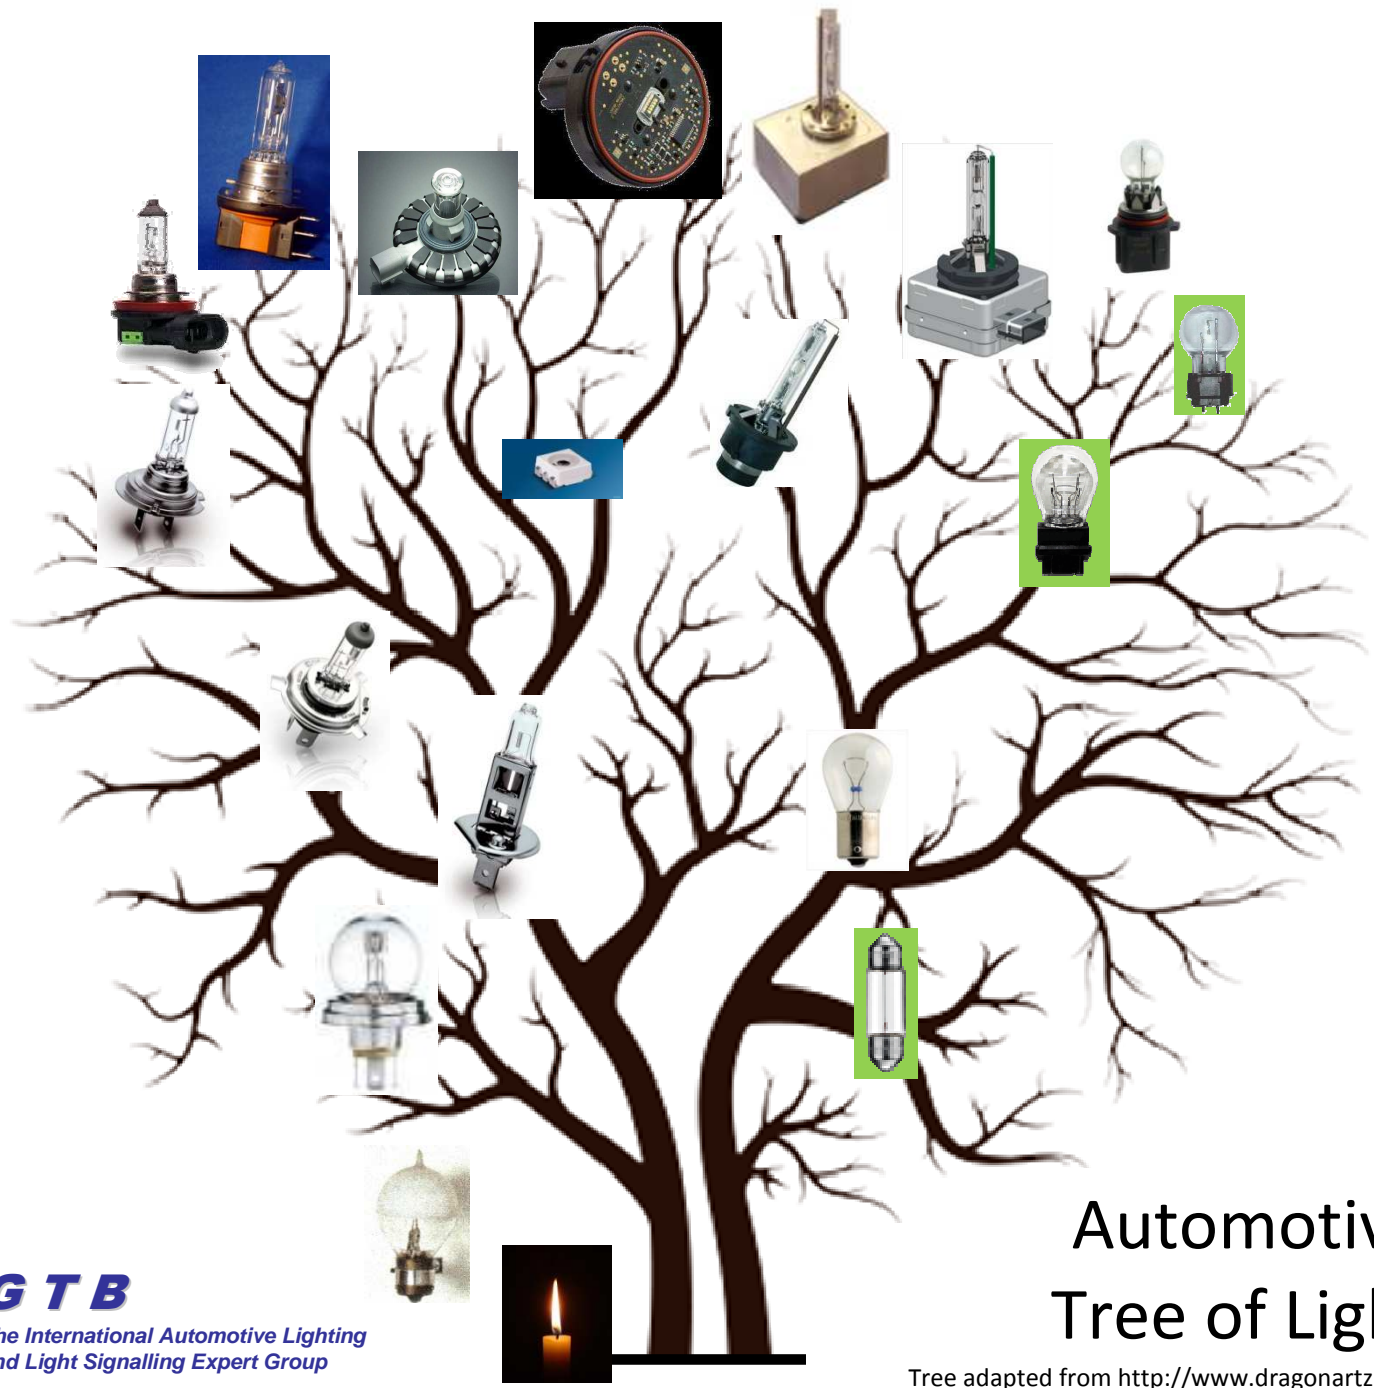 G T B
he International Automotive Lighting
nd Light Signalling Expert Group
Automotiv
Tree of Ligh
Tree adapted from http://www.dragonartz